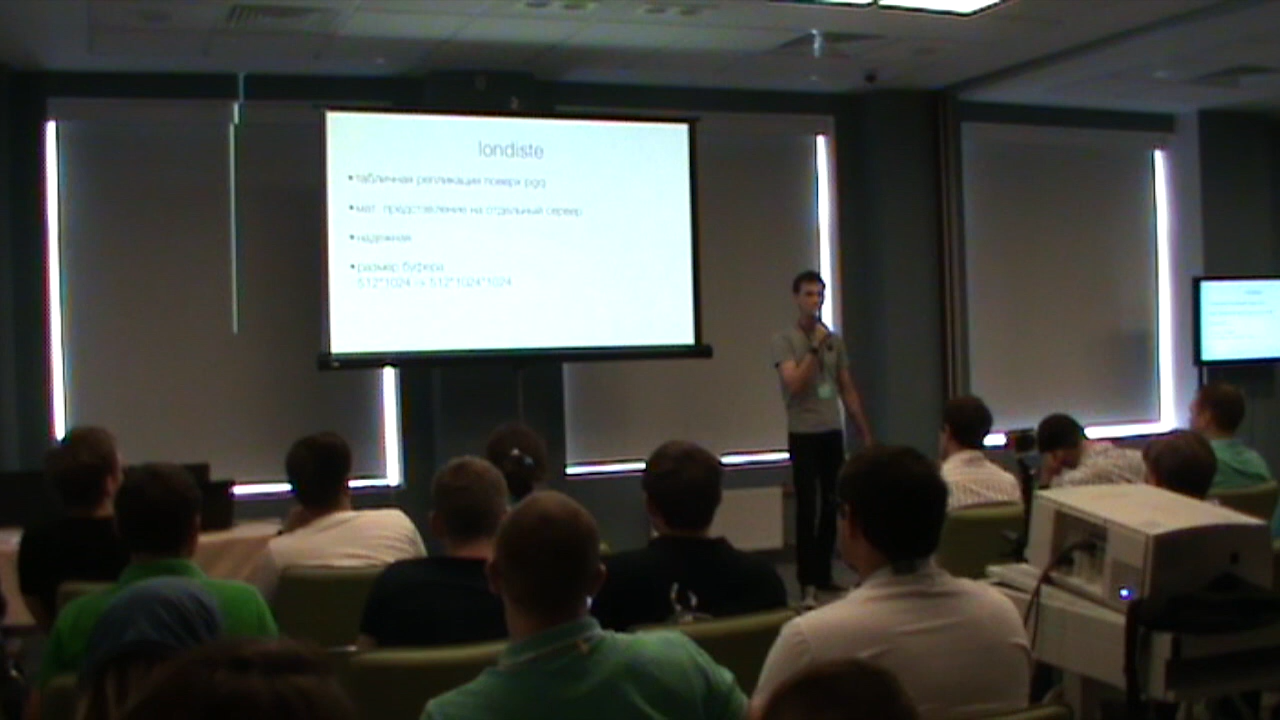 londiste
•табличная репликация поверх pgq
•мат. представление на отдельный сервер
•надежная
•размер буфера
512*1024 -> 512*1024*1024